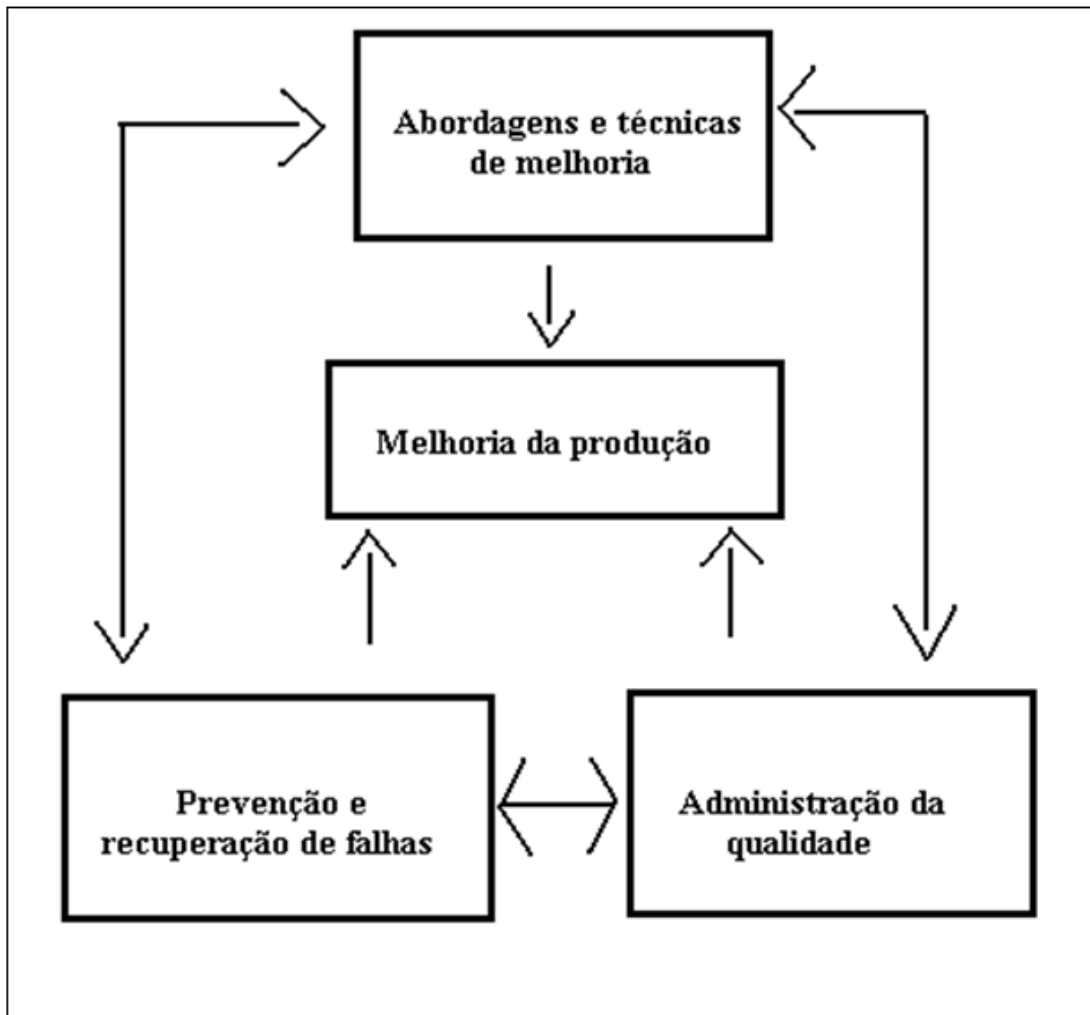 Abordagens e técnicas
de melhoria
Melhoria da produção
Prevenção e
recuperação de falhas
Administração da
qualidade